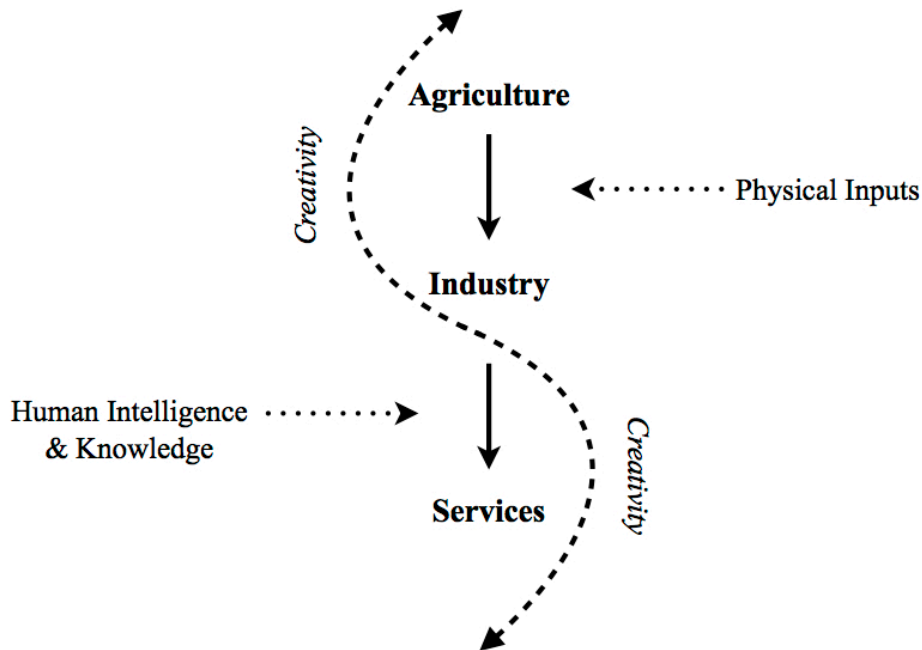 Agriculture
Creativity
Physical Inputs
Industry
Human Intelligence
& Knowledge
Creativity
Services